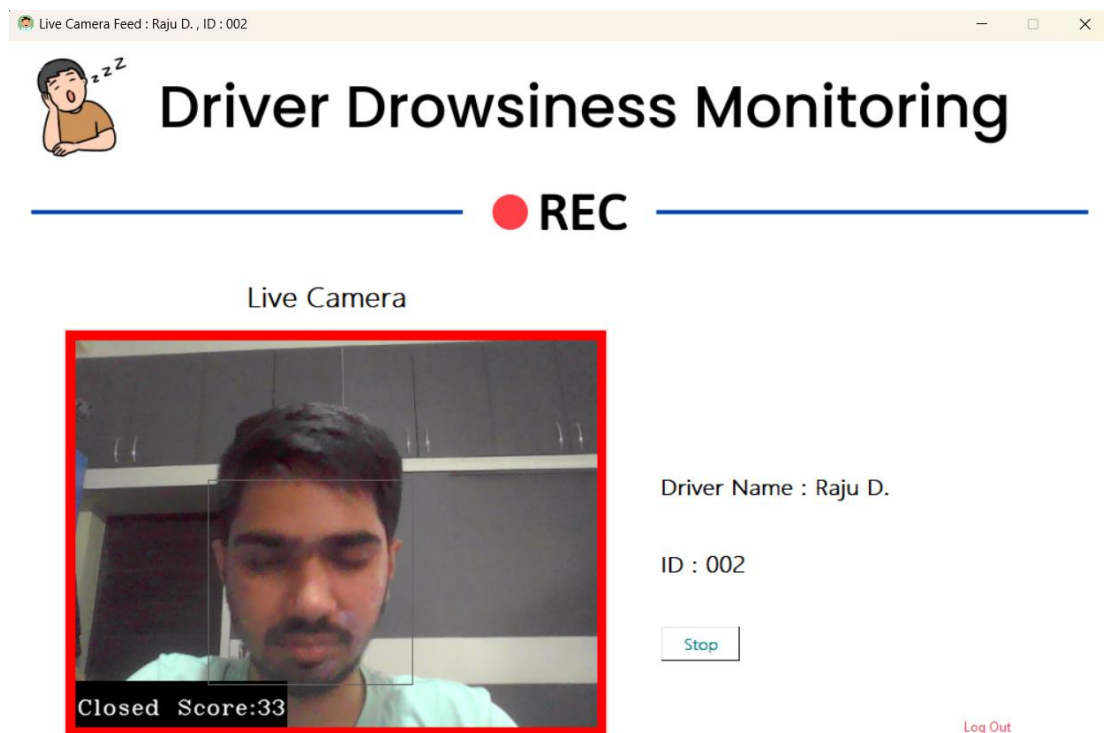 Live Camera Feed : Raju D. , ID : 002
zzZ
Driver Drowsiness Monitoring
REC
Live Camera
Driver Name : Raju D.
ID : 002
Stop
Closed Score:33
Log Out